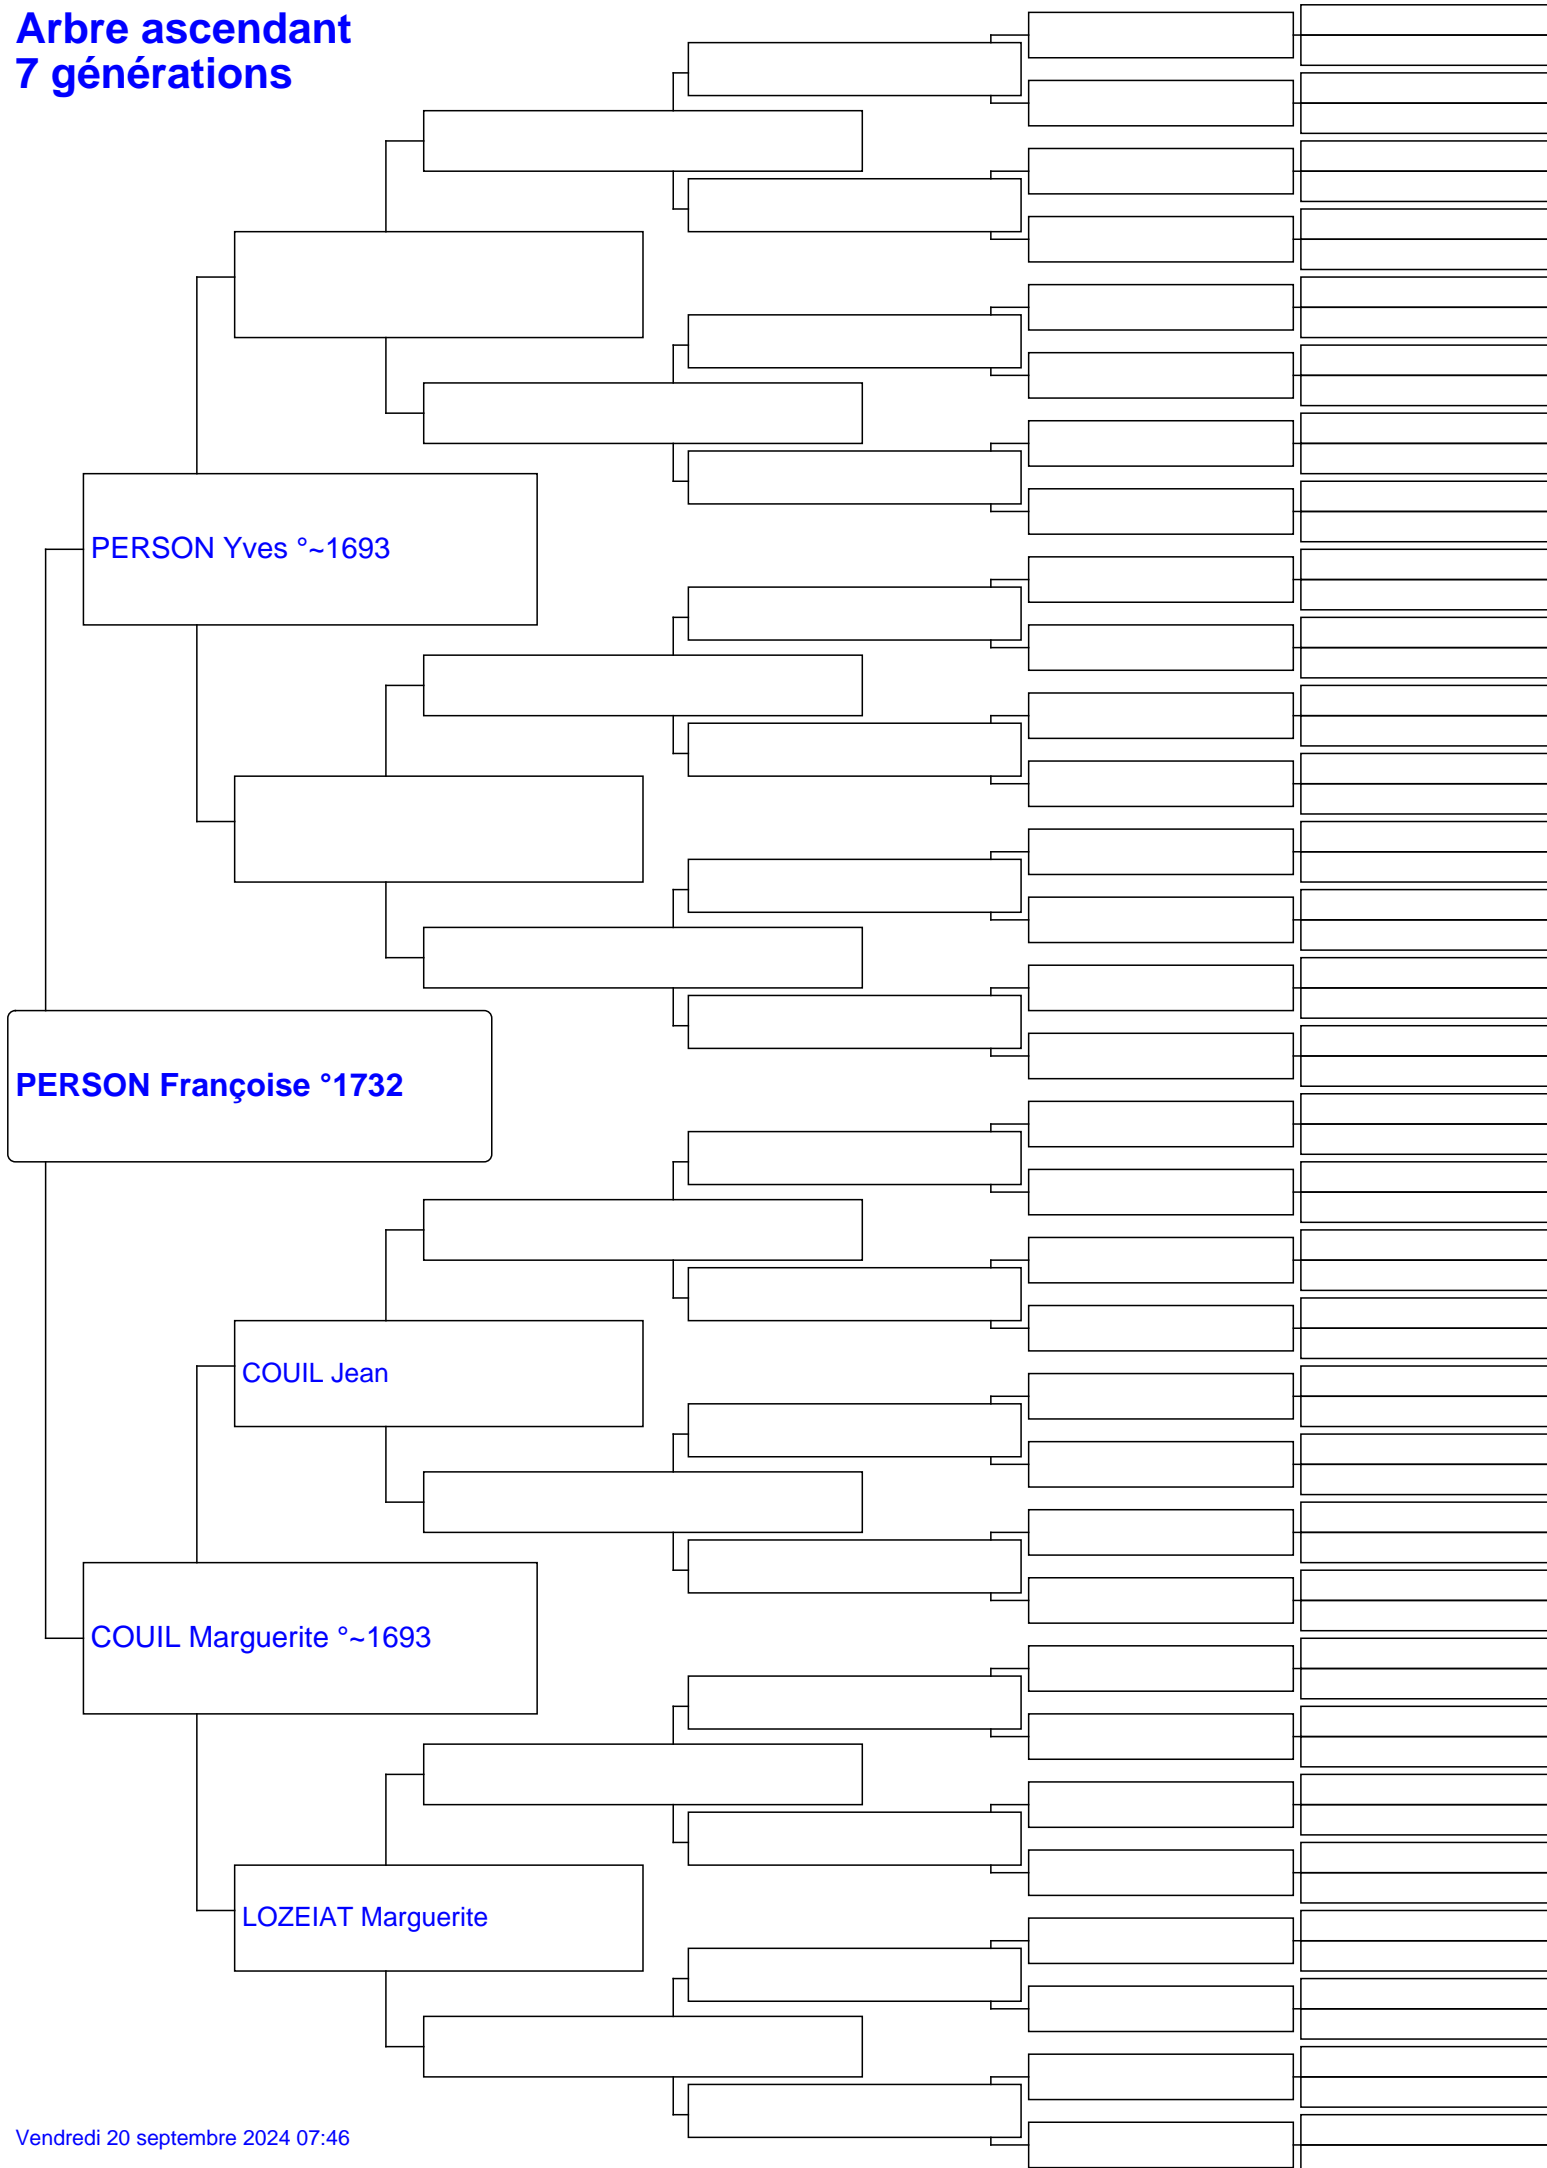 Arbre ascendant
7 générations
PERSON Yves °~1693
PERSON Françoise °1732
COUIL Jean
COUIL Marguerite °~1693
LOZEIAT Marguerite
Vendredi 20 septembre 2024 07:46